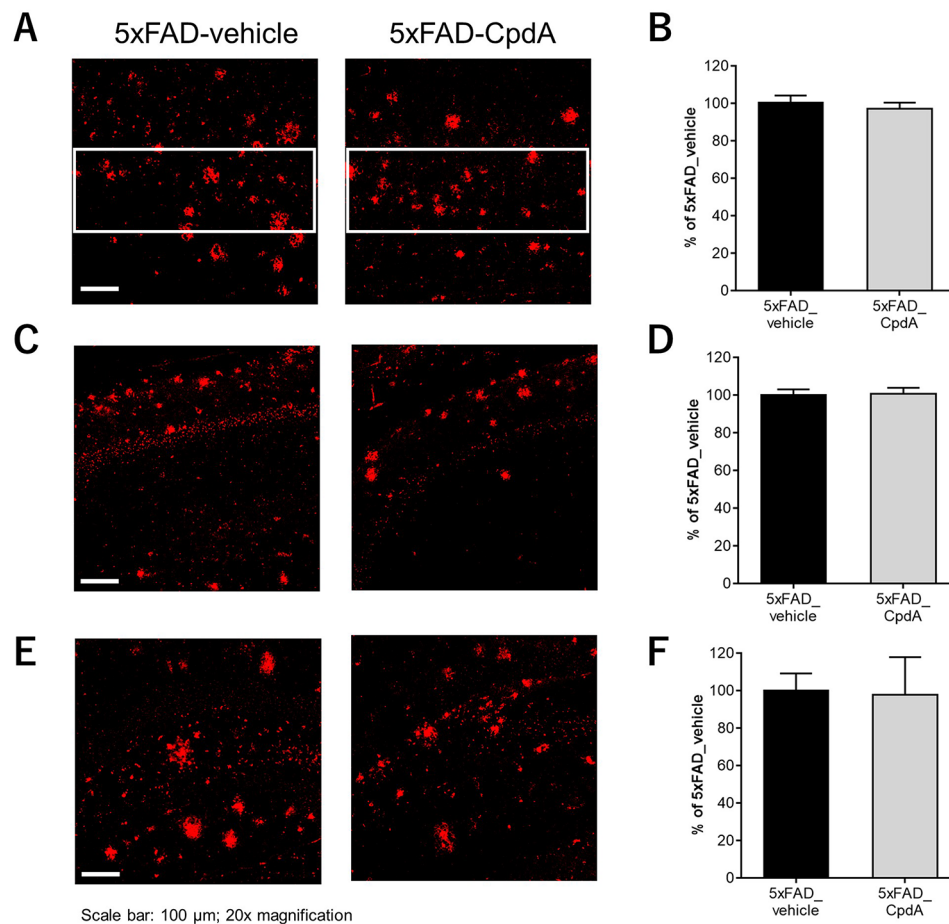 A
5xFAD-vehicle
5xFAD-CpdA
B
% of 5xFAD_vehicle
120
100
80
60
40
20
0
5xFAD_
vehicle
5xFAD_
CpdA
C
D
% of 5xFAD_vehicle
120
100
80
60
40
20
0
5xFAD_
vehicle
5xFAD_
CpdA
E
F
% of 5xFAD_vehicle
120
100
80
60
40
20
0
5xFAD_
vehicle
5xFAD_
CpdA
Scale bar: 100 μm; 20x magnification